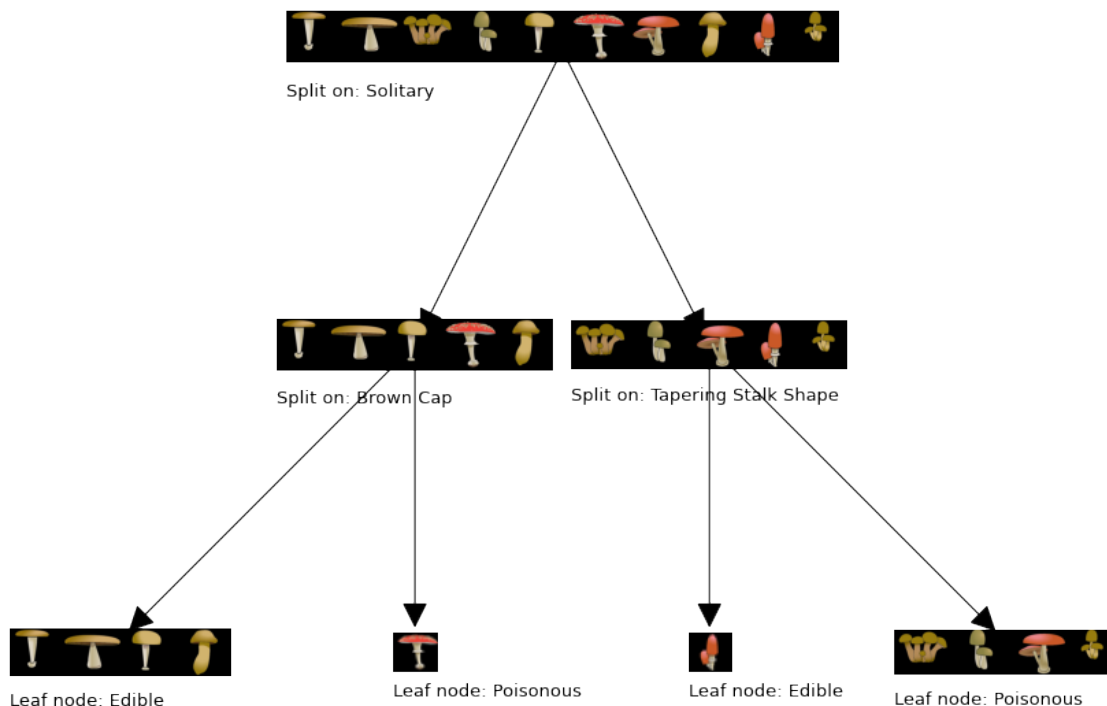 Split on: Solitary
Split on: Brown Cap
Split on: Tapering Stalk Shape
Leaf node: Edible
Leaf node: Poisonous
Leaf node: Edible
Leaf node: Poisonous